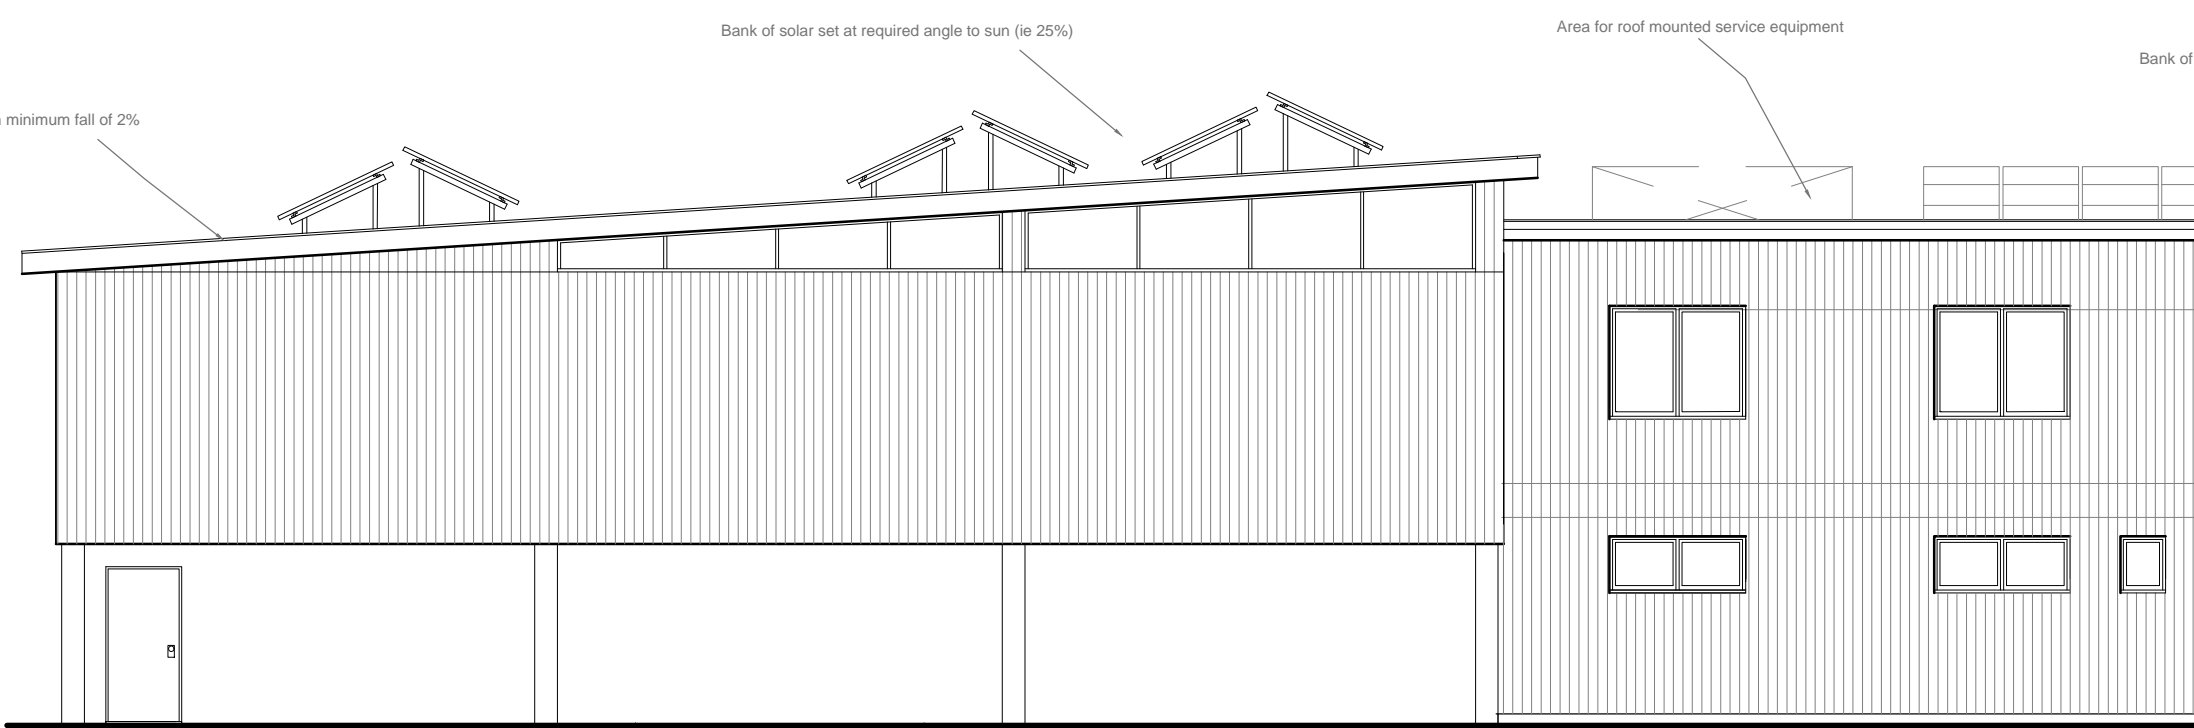 Bank of solar set at required angle to sun (ie 25%)
Area for roof mounted service equipment
Bank of
minimum fall of 2%